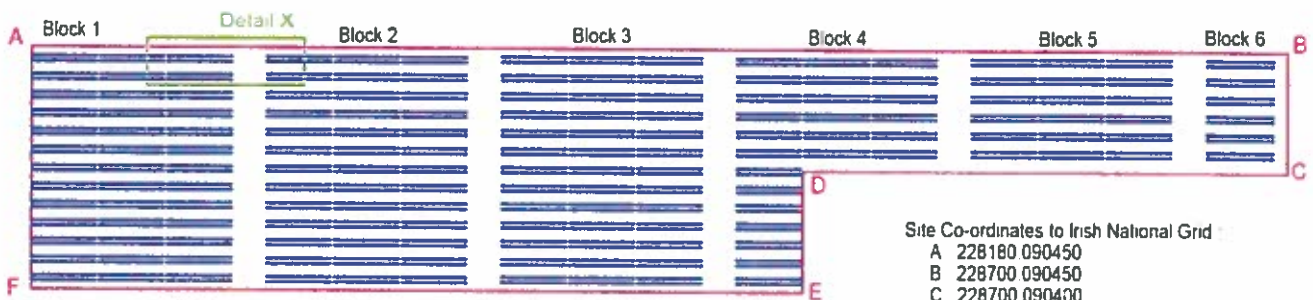 Detail X
Block 1 Block 2 Block 3 Block 4 Block 5 Block 6
A B
C
D
F E
Site Co-ordinates to Irish National Grid
A 228180 090450
B 228700 090450
C 228700 090400